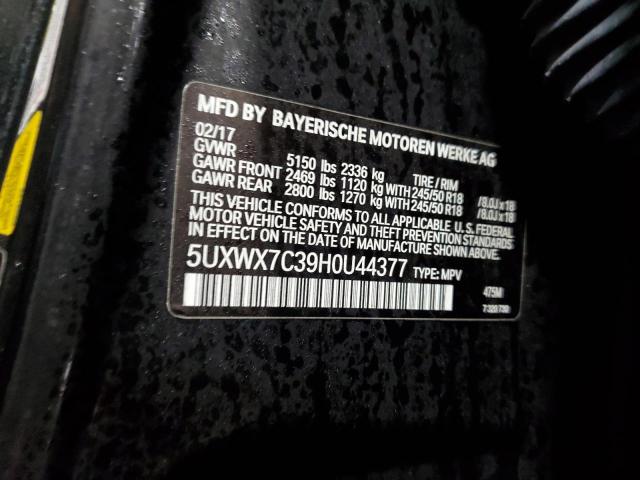 MFD BY BAYERISCHE MOTOREN WERKE AG
02/17
GVWR 5150 lbs 2336 kg TIRE / RIM
GAWR FRONT 2469 lbs 1120 kg WITH 245/50 R18 /8.0J x 18
GAWR REAR 2800 lbs 1270 kg WITH 245/50 R18 /8.0J x 18
THIS VEHICLE CONFORMS TO ALL APPLICABLE U. S. FEDERAL
MOTOR VEHICLE SAFETY AND THEFT PREVENTION STANDARDS
IN EFFECT ON THE DATE OF MANUFACTURE SHOWN ABOVE.
5UXWX7C39H0U44377 TYPE: MPV
475M